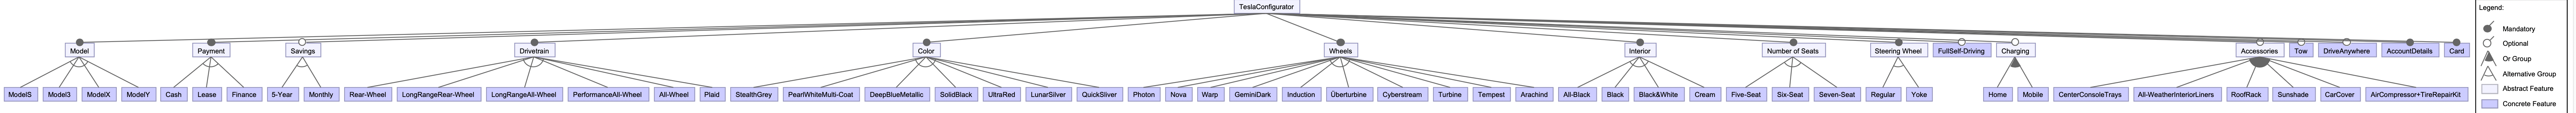 TeslaConfigurator
Model
Payment
Savings
Drivetrain
Color
Wheels
Interior
Number of Seats
Steering Wheel
FullSelf-Driving
Charging
Accessories
Tow
DriveAnywhere
AccountDetails
Card
ModelS
Model3
ModelX
ModelY
Cash
Lease
Finance
5-Year
Monthly
Rear-Wheel
LongRangeRear-Wheel
LongRangeAll-Wheel
PerformanceAll-Wheel
All-Wheel
Plaid
StealthGrey
PearlWhiteMulti-Coat
DeepBlueMetallic
SolidBlack
UltraRed
LunarSilver
QuickSliver
Photon
Nova
Warp
GeminiDark
Induction
Überturbine
Cyberstream
Turbine
Tempest
Arachind
All-Black
Black
Black&White
Cream
Five-Seat
Six-Seat
Seven-Seat
Regular
Yoke
Home
Mobile
CenterConsoleTrays
All-WeatherInteriorLiners
RoofRack
Sunshade
CarCover
AirCompressor+TireRepairKit
Legend:
Mandatory
Optional
Or Group
Alternative Group
Abstract Feature
Concrete Feature